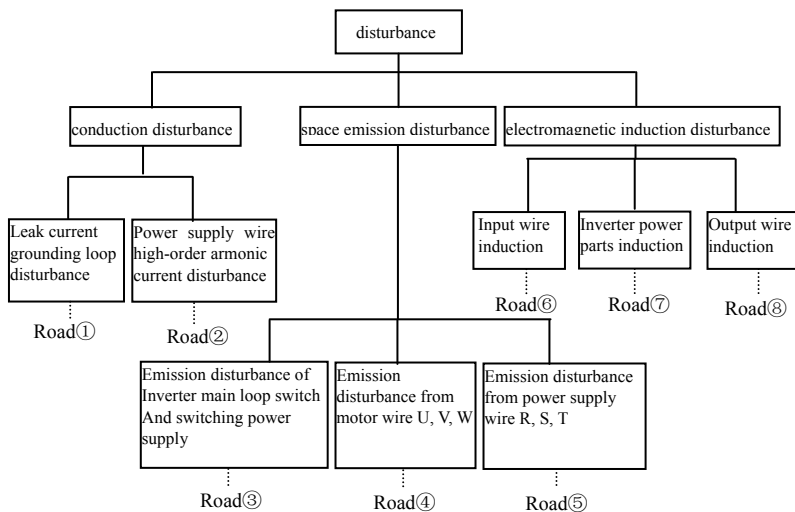 disturbance
conduction disturbance
space emission disturbance
electromagnetic induction disturbance
Leak current
grounding loop
disturbance
Power supply wire
high-order armonic
current disturbance
Input wire
induction
Inverter power
parts induction
Output wire
induction
Road①
Road②
Road⑥
Road⑦
Road⑧
Emission disturbance of
Inverter main loop switch
And switching power
supply
Emission
disturbance from
motor wire U, V, W
Emission disturbance
from power supply
wire R, S, T
Road③
Road④
Road⑤